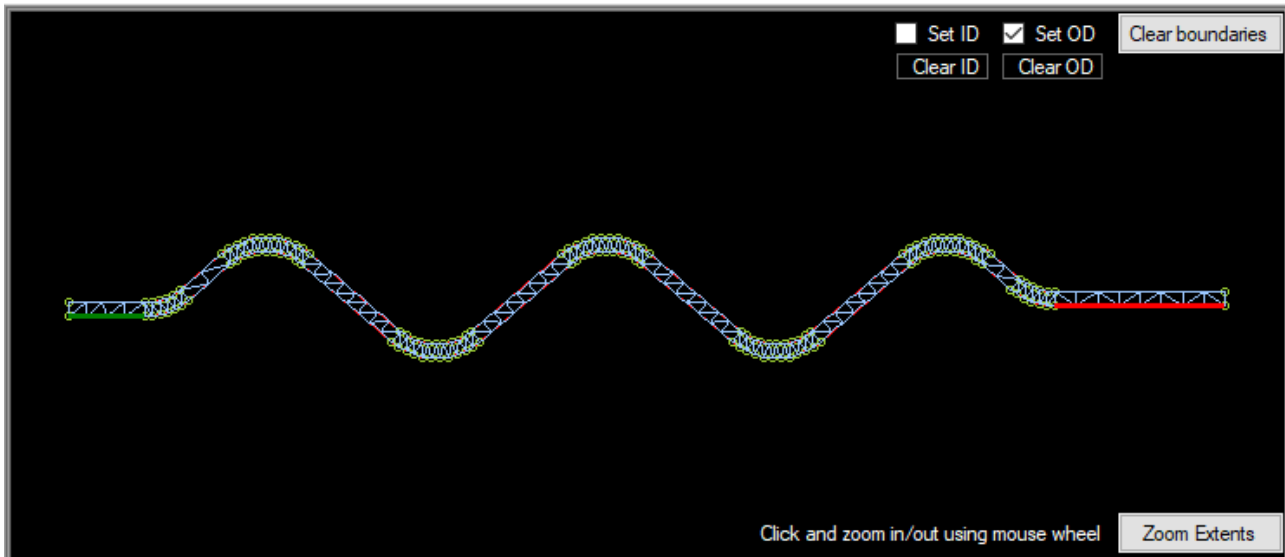 Set ID Set OD Clear boundaries
Clear ID Clear OD
Click and zoom in/out using mouse wheel Zoom Extents